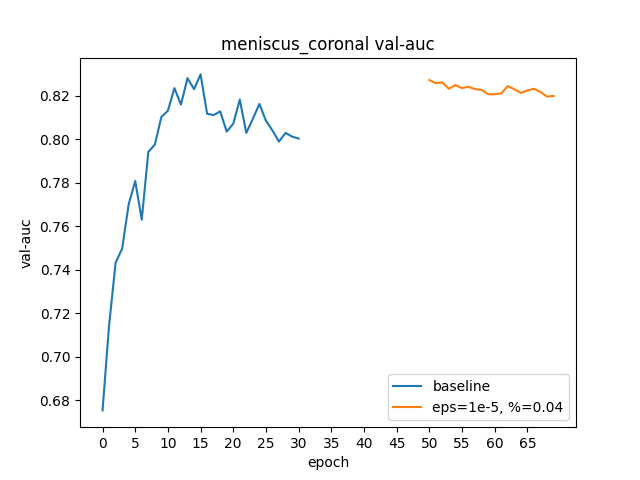 meniscus_coronal val-auc
val-auc
0.82
0.80
0.78
0.76
0.74
0.72
0.70
0.68
baseline
eps=1e-5, %=0.04
0 5 10 15 20 25 30 35 40 45 50 55 60 65
epoch